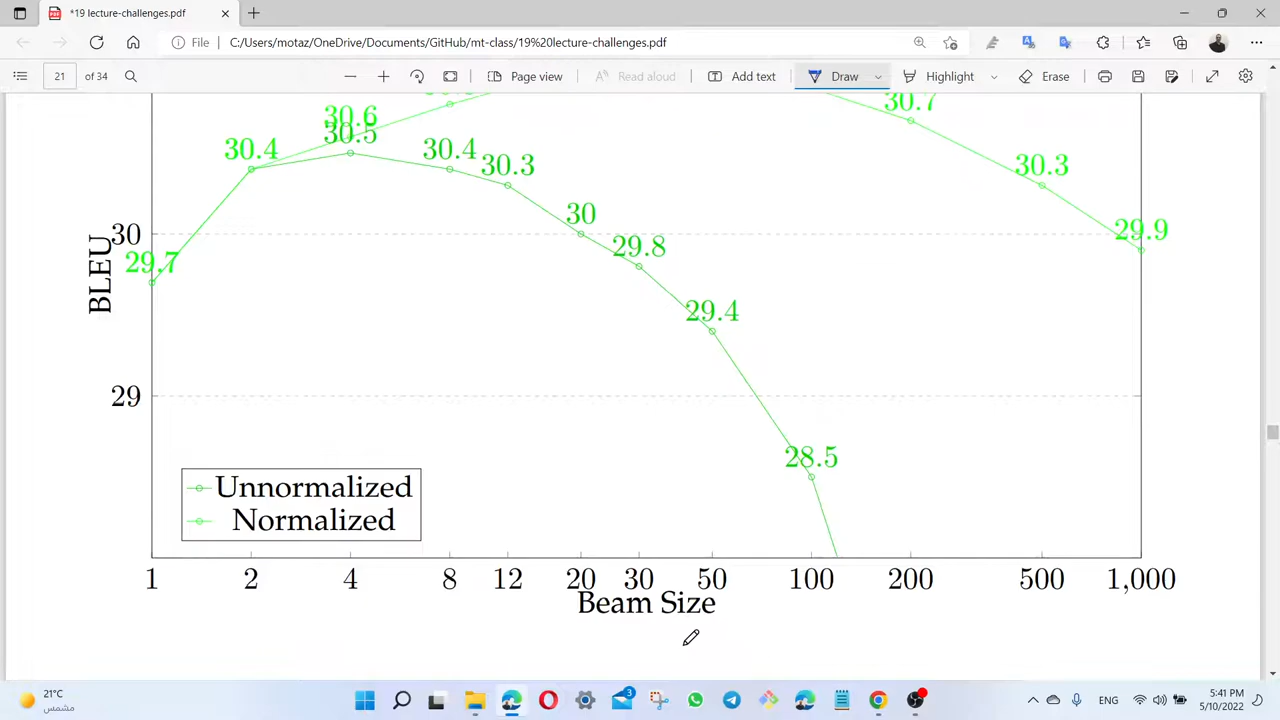 *19 lecture-challenges.pdf
File C:/Users/motaz/OneDrive/Documents/GitHub/mt-class/19%20lecture-challenges.pdf
21 of 34 Page view Read aloud Add text Draw Highlight Erase
30.7
30.6
30.5
30.4 30.4
30.3 30.3
30
29.8
29.9
30
29.7
29.4
BLEU
29
28.5
Unnormalized
Normalized
1 2 4 8 12 20 30 50 100 200 500 1,000
Beam Size
21°C
مشمس
3
ENG
5:41 PM
5/10/2022